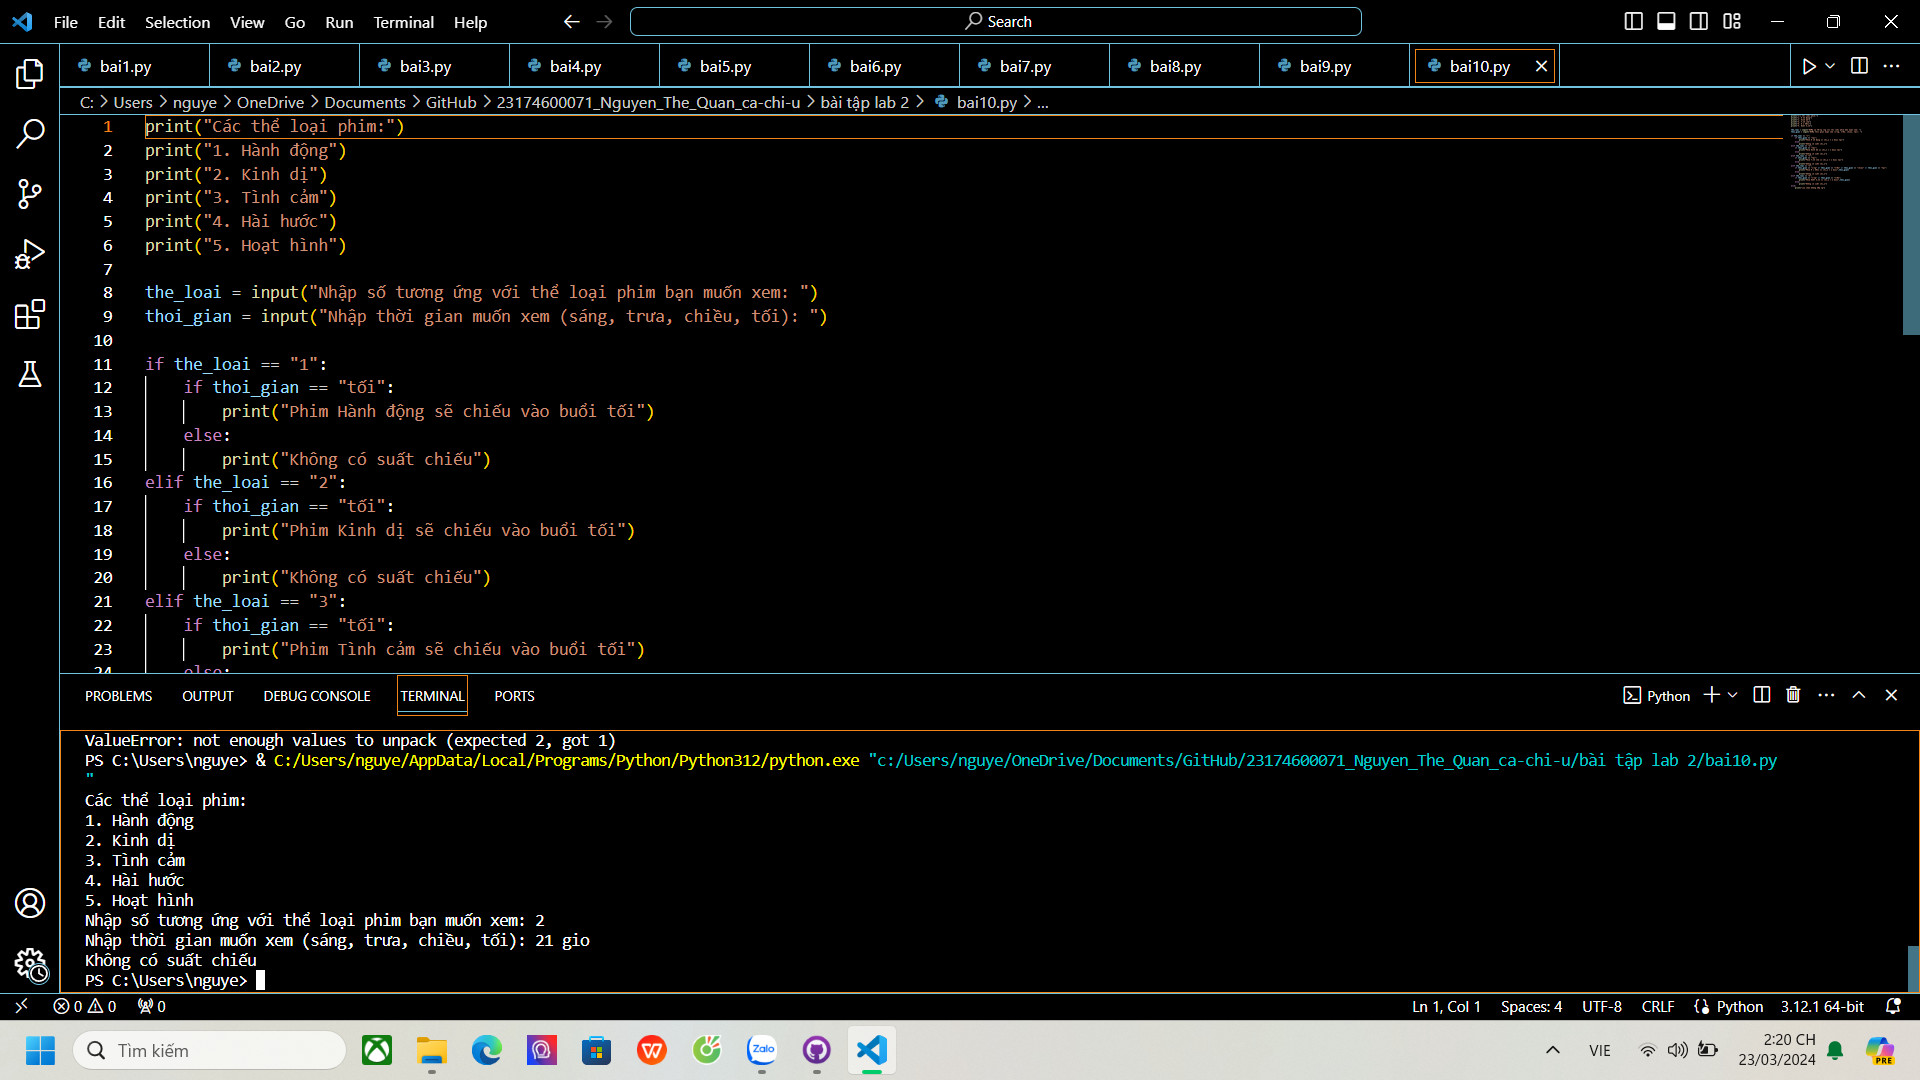 File Edit Selection View Go Run Terminal Help
Search
bai1.py bai2.py bai3.py bai4.py bai5.py bai6.py bai7.py bai8.py bai9.py bai10.py
C: > Users > nguye > OneDrive > Documents > GitHub > 23174600071_Nguyen_The_Quan_ca-chi-u > bài tập lab 2 > bai10.py > ...
1 print("Các thể loại phim:")
2 print("1. Hành động")
3 print("2. Kinh dị")
4 print("3. Tình cảm")
5 print("4. Hài hước")
6 print("5. Hoạt hình")
7
8 the_loai = input("Nhập số tương ứng với thể loại phim bạn muốn xem: ")
9 thoi_gian = input("Nhập thời gian muốn xem (sáng, trưa, chiều, tối): ")
10
11 if the_loai == "1":
12 if thoi_gian == "tối":
13 print("Phim Hành động sẽ chiếu vào buổi tối")
14 else:
15 print("Không có suất chiếu")
16 elif the_loai == "2":
17 if thoi_gian == "tối":
18 print("Phim Kinh dị sẽ chiếu vào buổi tối")
19 else:
20 print("Không có suất chiếu")
21 elif the_loai == "3":
22 if thoi_gian == "tối":
23 print("Phim Tình cảm sẽ chiếu vào buổi tối")
24 else:
PROBLEMS OUTPUT DEBUG CONSOLE TERMINAL PORTS
Python
ValueError: not enough values to unpack (expected 2, got 1)
PS C:\Users\nguye> & C:/Users/nguye/AppData/Local/Programs/Python/Python312/python.exe "c:/Users/nguye/OneDrive/Documents/GitHub/23174600071_Nguyen_The_Quan_ca-chi-u/bài tập lab 2/bai10.py
"
Các thể loại phim:
1. Hành động
2. Kinh dị
3. Tình cảm
4. Hài hước
5. Hoạt hình
Nhập số tương ứng với thể loại phim bạn muốn xem: 2
Nhập thời gian muốn xem (sáng, trưa, chiều, tối): 21 gio
Không có suất chiếu
PS C:\Users\nguye>
0 0 0 Ln 1, Col 1 Spaces: 4 UTF-8 CRLF Python 3.12.1 64-bit
Tìm kiếm
Zalo
VIE
2:20 CH
23/03/2024
PRE